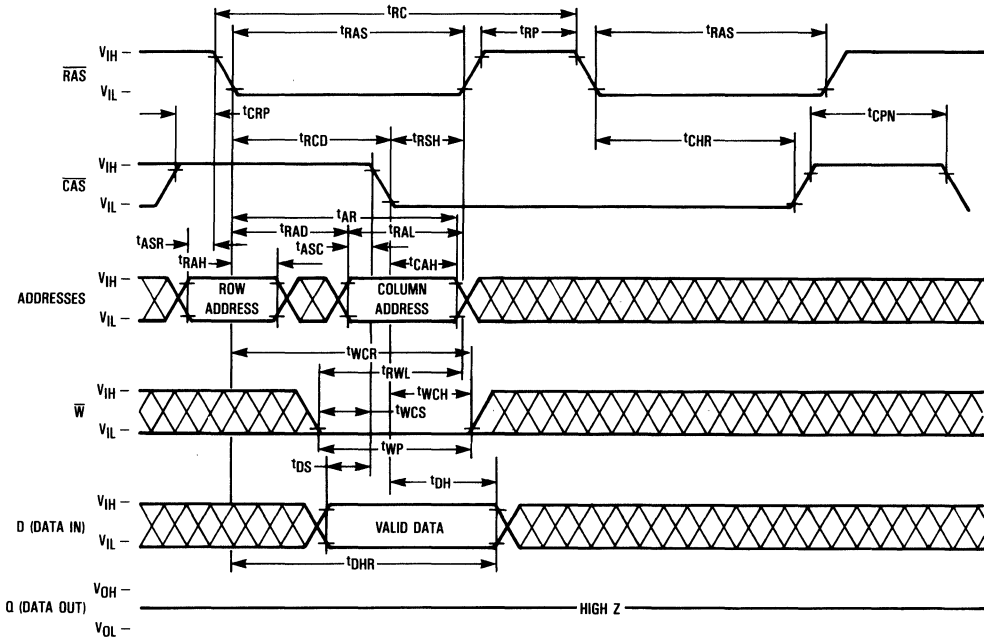 tRC
tRAS tRP tRAS
VIH –
RAS
VIL –
tCRP
tCPN
tRCD tRSH tCHR
VIH –
CAS
VIL –
tAR
tRAD tRAL
tASR tASC
tRAH tCAH
VIH –
ADDRESSES ROW ADDRESS COLUMN ADDRESS
VIL –
tWCR
tRWL
tWCH
VIH –
W
tWCS
VIL –
tWP
tDS
tDH
VIH –
D (DATA IN) VALID DATA
VIL –
tDHR
VOH –
Q (DATA OUT) HIGH Z
VOL –